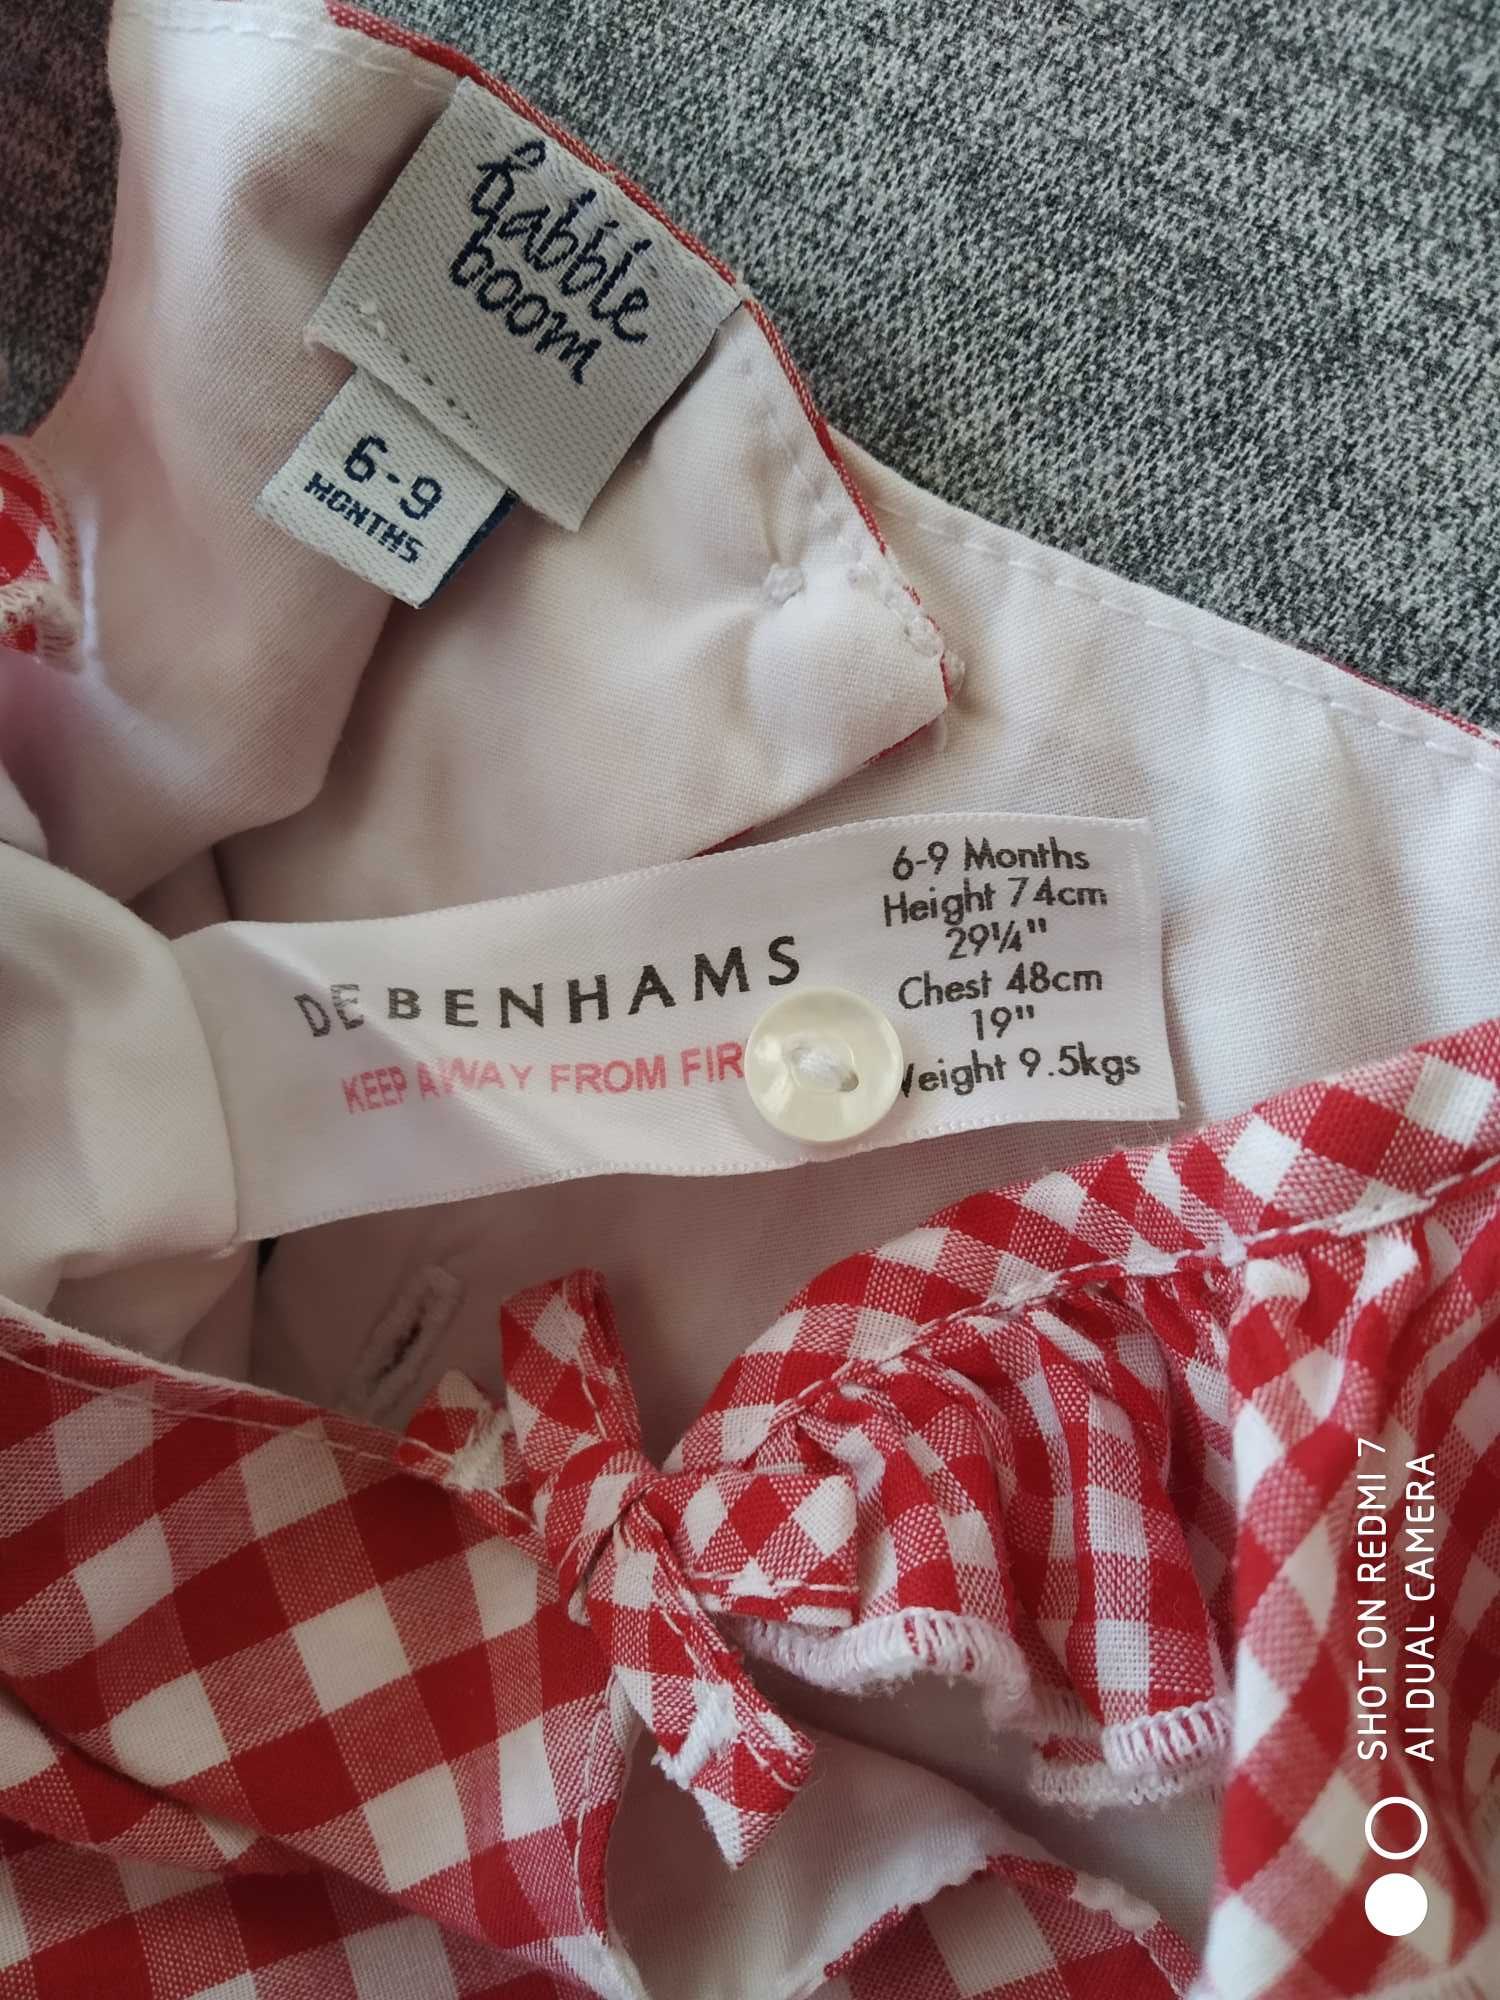 babble
boom
6-9
MONTHS
DEBENHAMS
KEEP AWAY FROM FIR
6-9 Months
Height 74cm
29¼"
Chest 48cm
19"
Weight 9.5kgs
SHOT ON REDMI 7
AI DUAL CAMERA